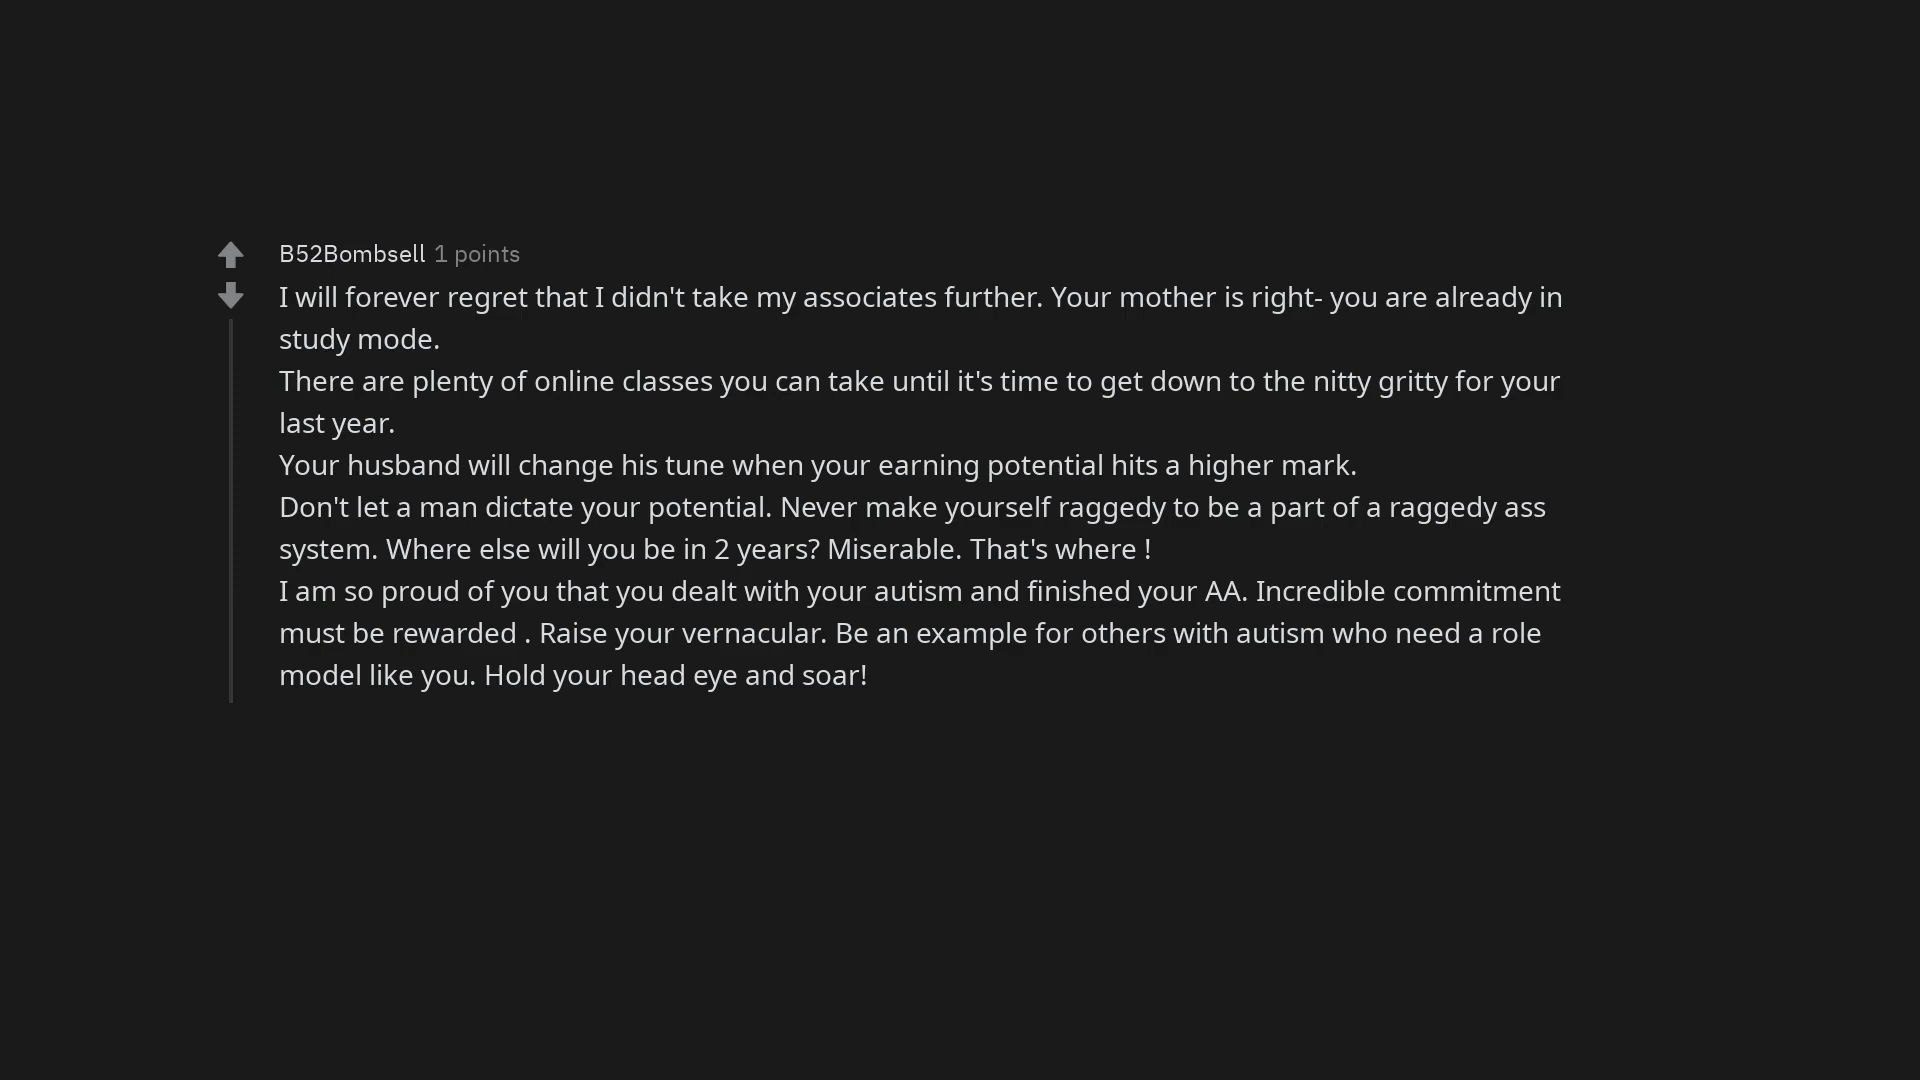 B52Bombsell 1 points
I will forever regret that I didn't take my associates further. Your mother is right- you are already in
study mode.
There are plenty of online classes you can take until it's time to get down to the nitty gritty for your
last year.
Your husband will change his tune when your earning potential hits a higher mark.
Don't let a man dictate your potential. Never make yourself raggedy to be a part of a raggedy ass
system. Where else will you be in 2 years? Miserable. That's where !
I am so proud of you that you dealt with your autism and finished your AA. Incredible commitment
must be rewarded . Raise your vernacular. Be an example for others with autism who need a role
model like you. Hold your head eye and soar!